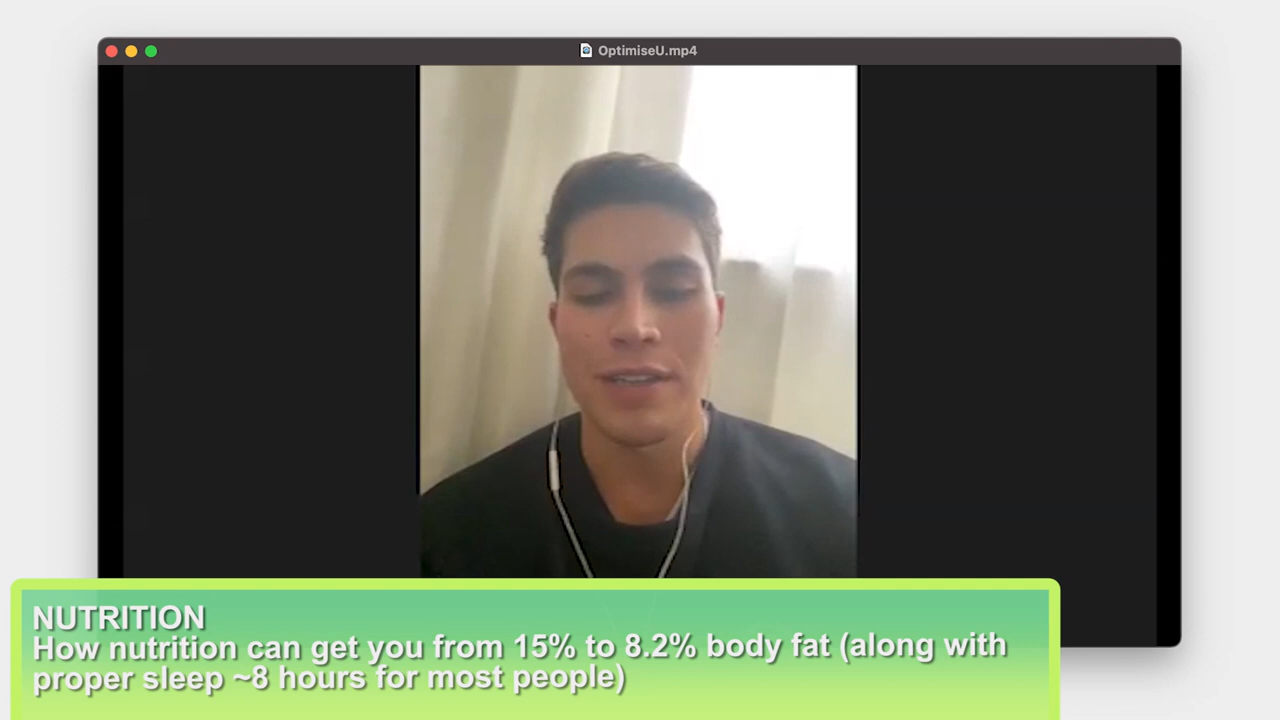 OptimiseU.mp4
NUTRITION
How nutrition can get you from 15% to 8.2% body fat (along with
proper sleep ~8 hours for most people)